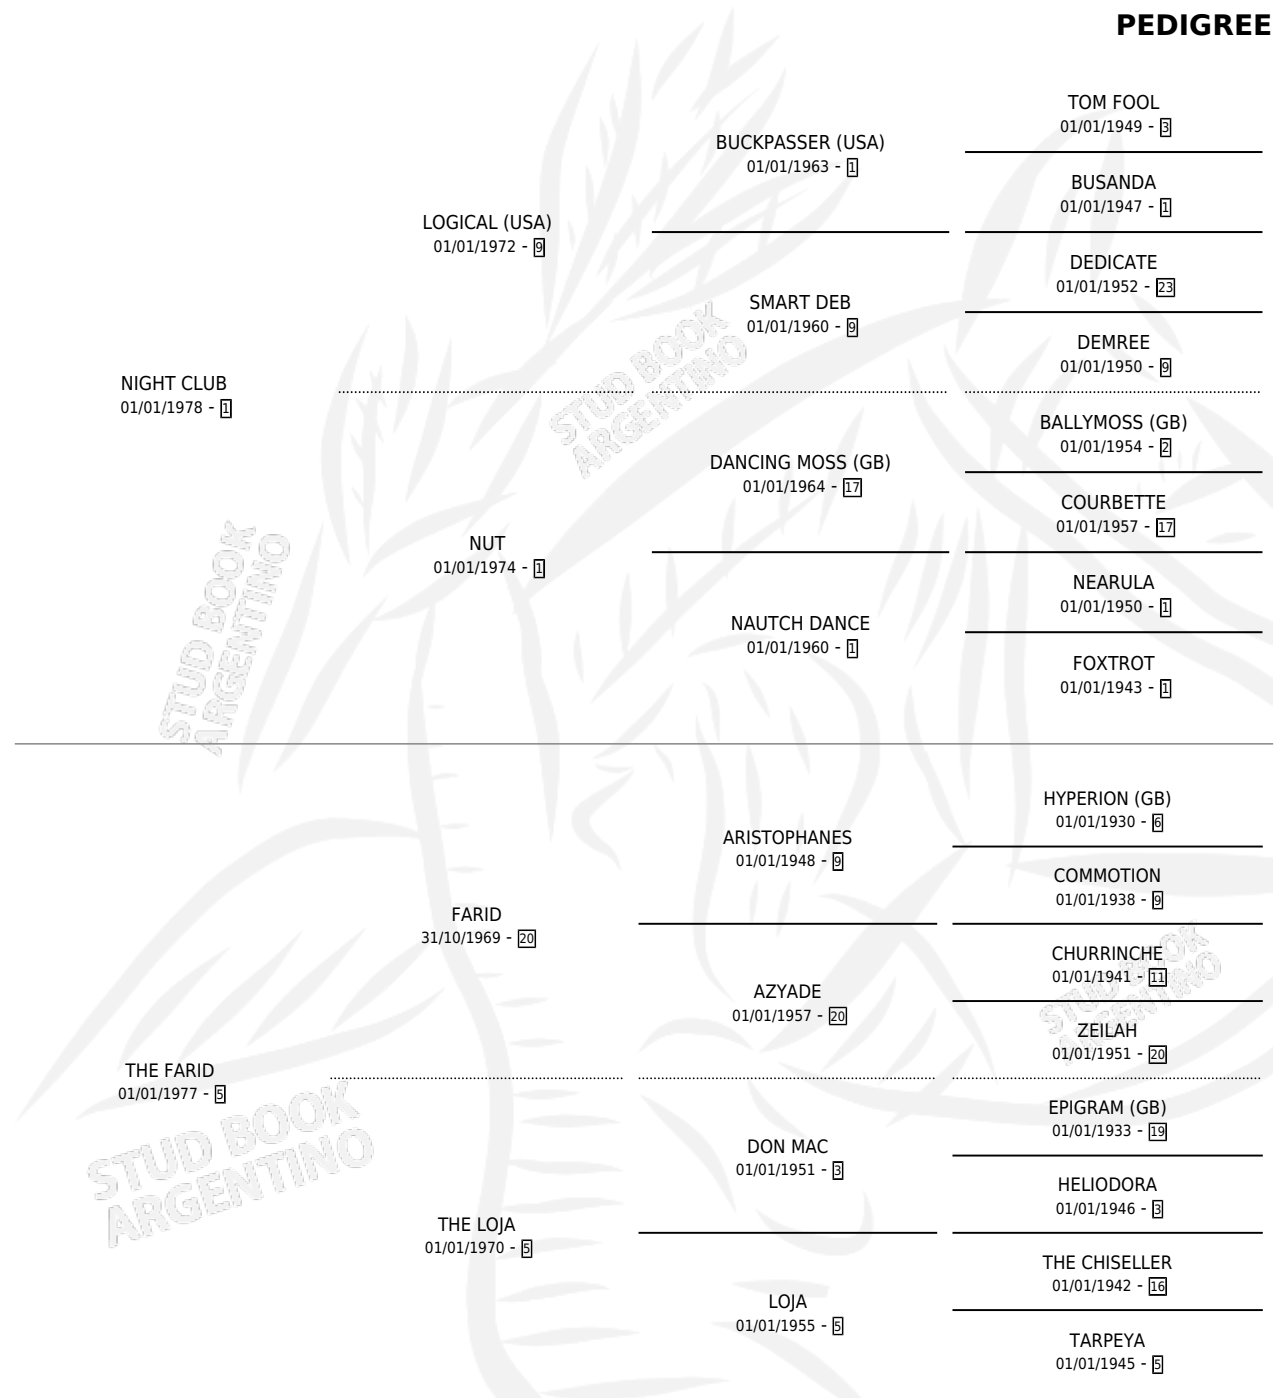 PEDIGREE
TOM FOOL
01/01/1949 - 3
BUCKPASSER (USA)
01/01/1963 - 1
BUSANDA
01/01/1947 - 1
LOGICAL (USA)
01/01/1972 - 9
DEDICATE
01/01/1952 - 23
SMART DEB
01/01/1960 - 9
DEMREE
01/01/1950 - 9
NIGHT CLUB
01/01/1978 - 1
BALLYMOSS (GB)
01/01/1954 - 2
DANCING MOSS (GB)
01/01/1964 - 17
COURBETTE
01/01/1957 - 17
NUT
01/01/1974 - 1
NEARULA
01/01/1950 - 1
NAUTCH DANCE
01/01/1960 - 1
FOXTROT
01/01/1943 - 1
HYPERION (GB)
01/01/1930 - 6
ARISTOPHANES
01/01/1948 - 9
COMMOTION
01/01/1938 - 9
FARID
31/10/1969 - 20
CHURRINCHE
01/01/1941 - 11
AZYADE
01/01/1957 - 20
ZEILAH
01/01/1951 - 20
THE FARID
01/01/1977 - 5
EPIGRAM (GB)
01/01/1933 - 19
DON MAC
01/01/1951 - 3
HELIODORA
01/01/1946 - 3
THE LOJA
01/01/1970 - 5
THE CHISELLER
01/01/1942 - 16
LOJA
01/01/1955 - 5
TARPEYA
01/01/1945 - 5
STUD BOOK
ARGENTINO
STUD BOOK
ARGENTINO
STUD BOOK
ARGENTINO
STUD BOOK
ARGENTINO